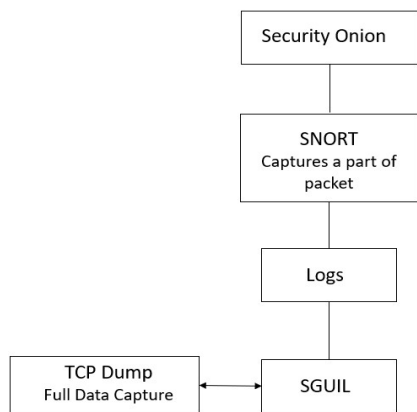 Security Onion
SNORT
Captures a part of
packet
Logs
TCP Dump
Full Data Capture
SGUIL